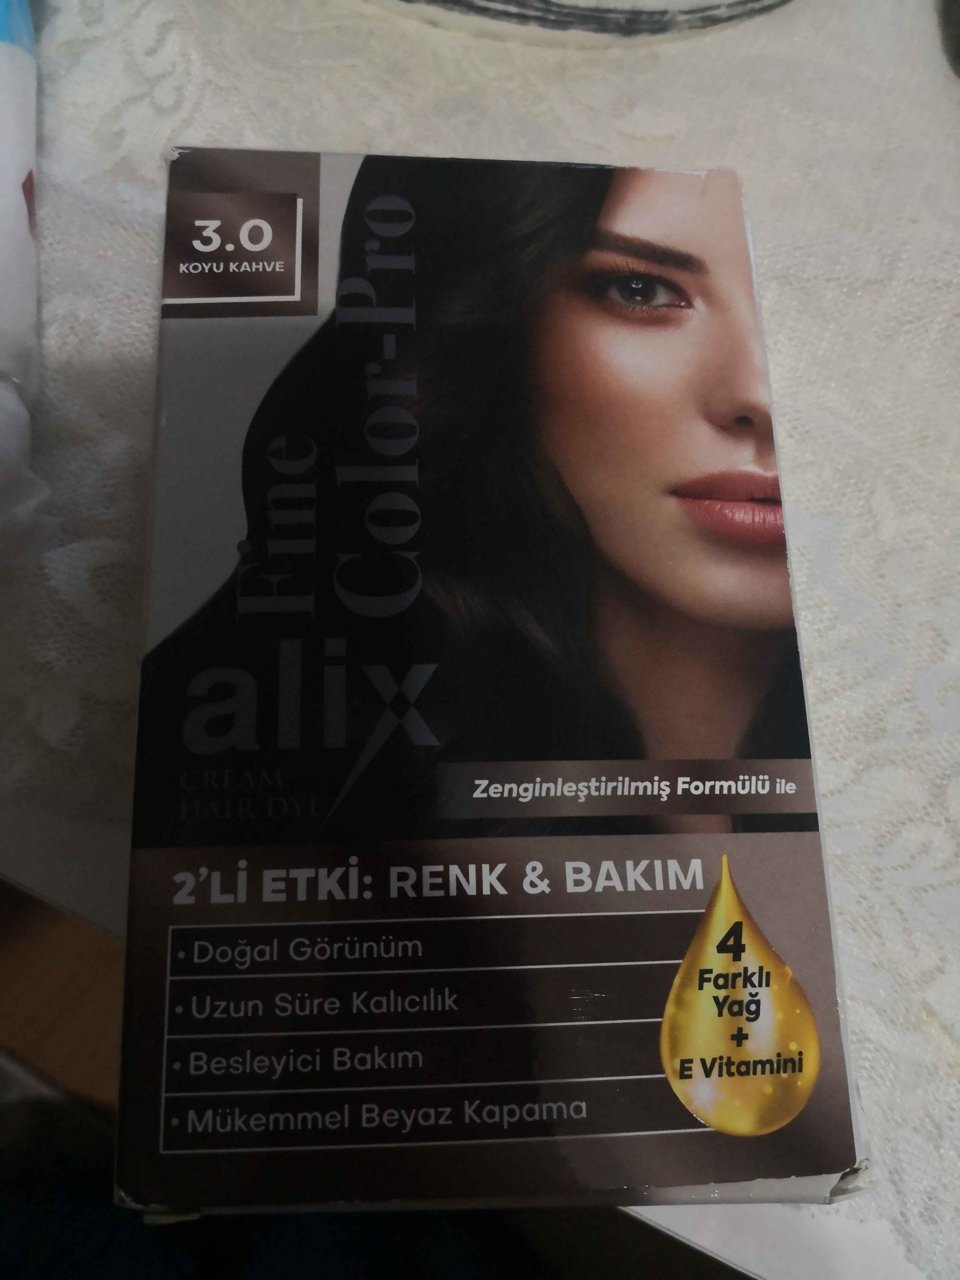 3.0
KOYU KAHVE
Fine
Color-Pro
alix
CREAM
HAIR DYE
Zenginleştirilmiş Formülü ile
2'Lİ ETKİ: RENK & BAKIM
• Doğal Görünüm
• Uzun Süre Kalıcılık
• Besleyici Bakım
• Mükemmel Beyaz Kapama
4
Farklı
Yağ
+
E Vitamini